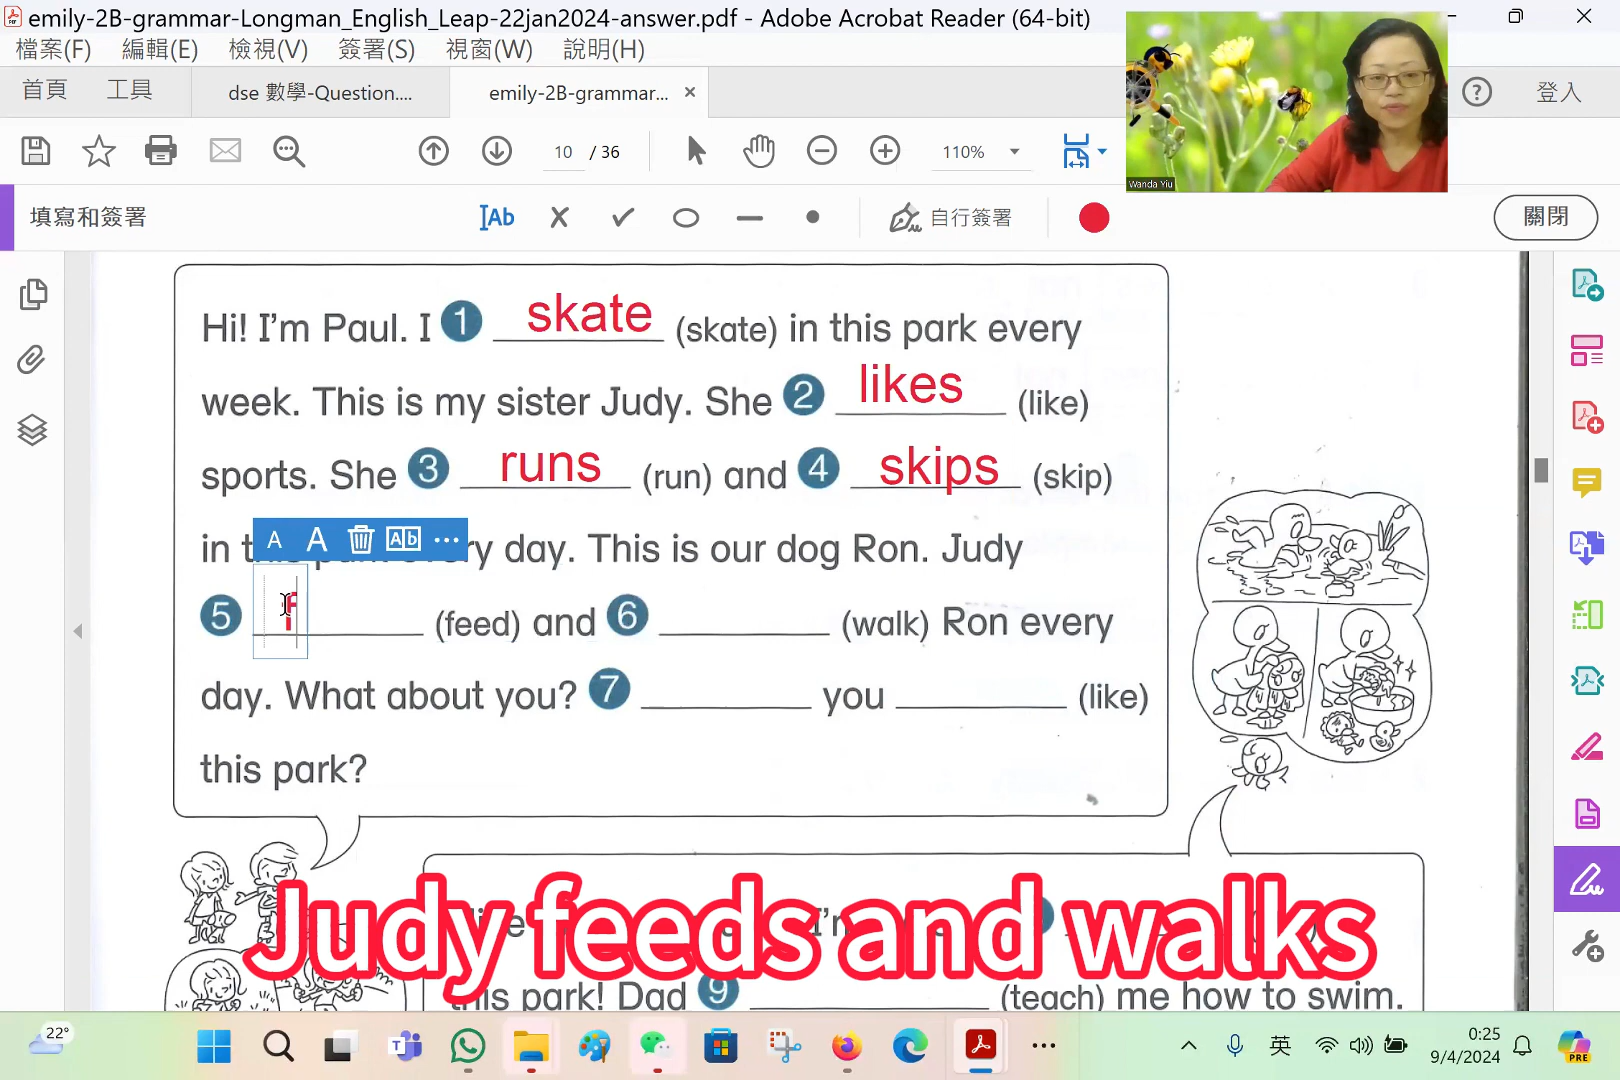 emily-2B-grammar-Longman_English_Leap-22jan2024-answer.pdf - Adobe Acrobat Reader (64-bit)
檔案(F) 編輯(E) 檢視(V) 簽署(S) 視窗(W) 說明(H)
首頁 工具 dse 數學-Question.... emily-2B-grammar... × ? 登入
10 / 36 110%
Wanda Yiu
填寫和簽署 Ab 自行簽署 關閉
Hi! I'm Paul. I 1 skate (skate) in this park every
week. This is my sister Judy. She 2 likes (like)
sports. She 3 runs (run) and 4 skips (skip)
A A Ab ...
in this park every day. This is our dog Ron. Judy
5 f (feed) and 6 (walk) Ron every
day. What about you? 7 you (like)
this park?
Judy feeds and walks
this park! Dad 9 (teach) me how to swim.
22° 英 0:25
9/4/2024
PRE